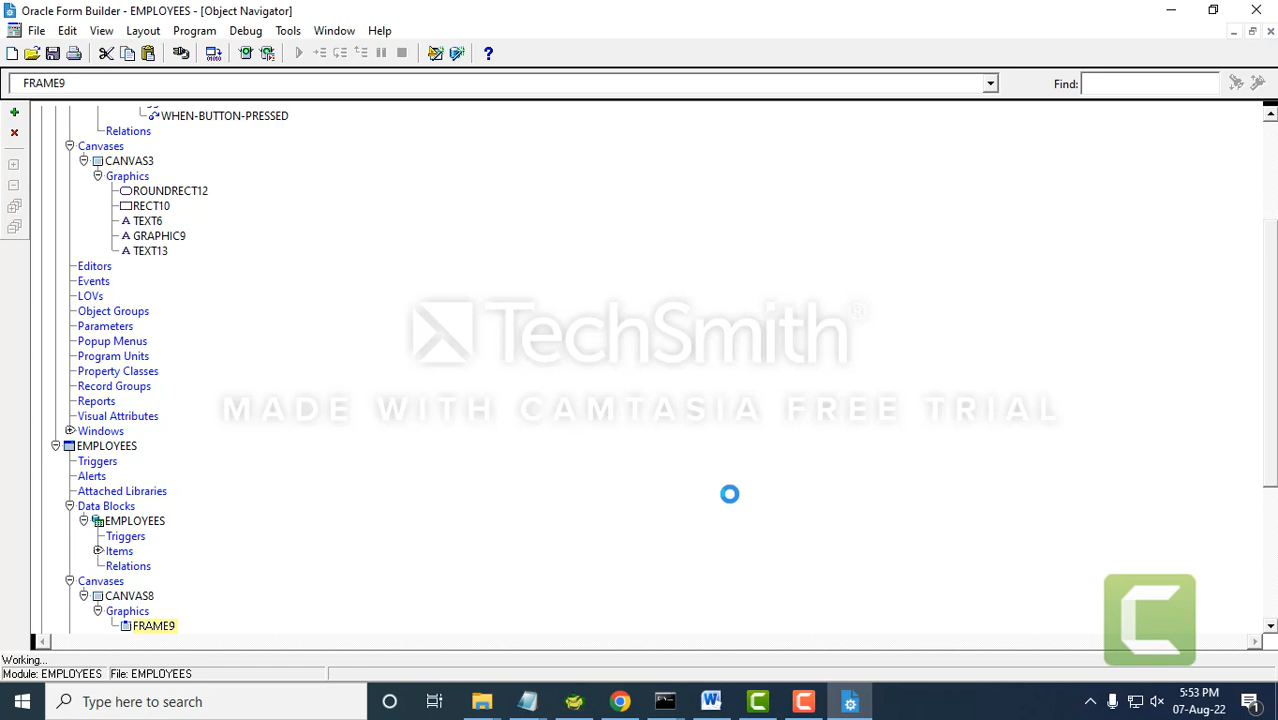 Oracle Form Builder - EMPLOYEES - [Object Navigator]
File Edit View Layout Program Debug Tools Window Help
FRAME9
Find:
WHEN-BUTTON-PRESSED
Relations
Canvases
CANVAS3
Graphics
ROUNDRECT12
RECT10
TEXT6
GRAPHIC9
TEXT13
Editors
Events
LOVs
Object Groups
Parameters
Popup Menus
Program Units
Property Classes
Record Groups
Reports
Visual Attributes
Windows
EMPLOYEES
Triggers
Alerts
Attached Libraries
Data Blocks
EMPLOYEES
Triggers
Items
Relations
Canvases
CANVAS8
Graphics
FRAME9
TechSmith®
MADE WITH CAMTASIA FREE TRIAL
Working...
Module: EMPLOYEES File: EMPLOYEES
Type here to search
5:53 PM
07-Aug-22
1